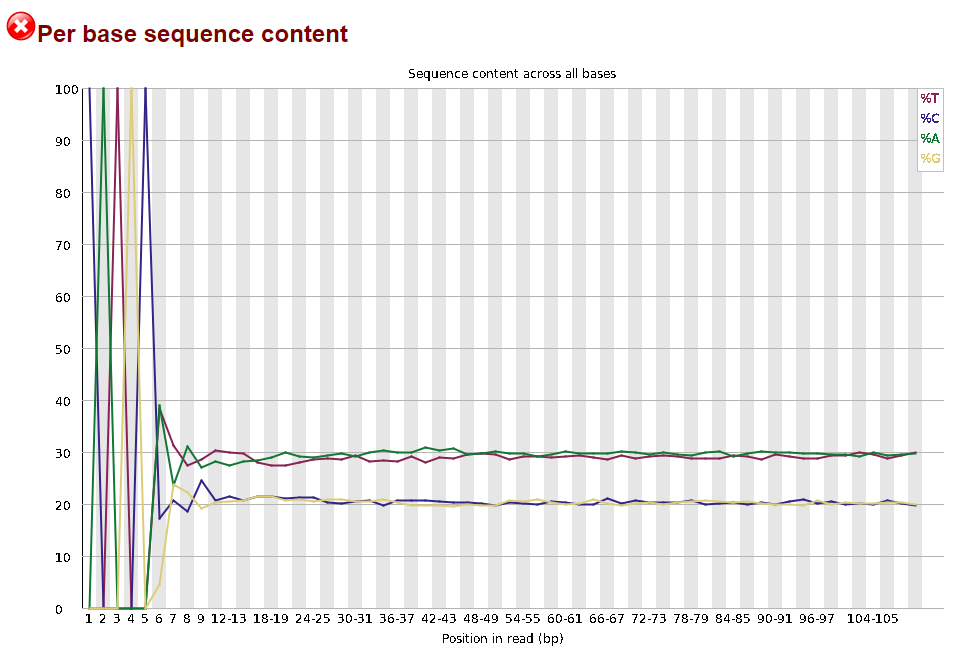 Per base sequence content
Sequence content across all bases
%T
%C
%A
%G
100
90
80
70
60
50
40
30
20
10
0
1 2 3 4 5 6 7 8 9 12-13 18-19 24-25 30-31 36-37 42-43 48-49 54-55 60-61 66-67 72-73 78-79 84-85 90-91 96-97 104-105
Position in read (bp)